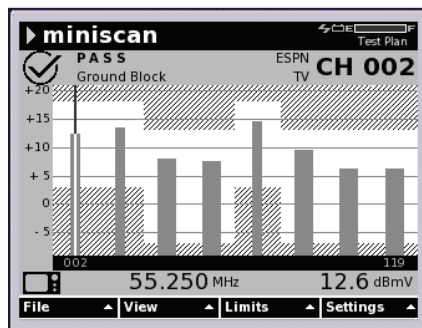 miniscan
E F
Test Plan
PASS
Ground Block
ESPN
TV
CH 002
+20
+15
+10
+ 5
0
- 5
002
119
55.250 MHz
12.6 dBmV
File
View
Limits
Settings